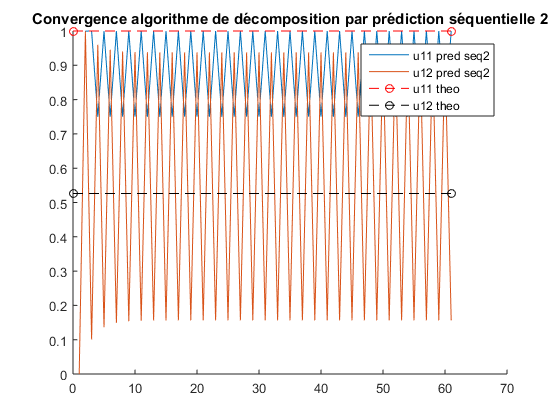 Convergence algorithme de décomposition par prédiction séquentielle 2
1
0.9
0.8
0.7
0.6
0.5
0.4
0.3
0.2
0.1
0
0 10 20 30 40 50 60 70
u11 pred seq2
u12 pred seq2
u11 theo
u12 theo